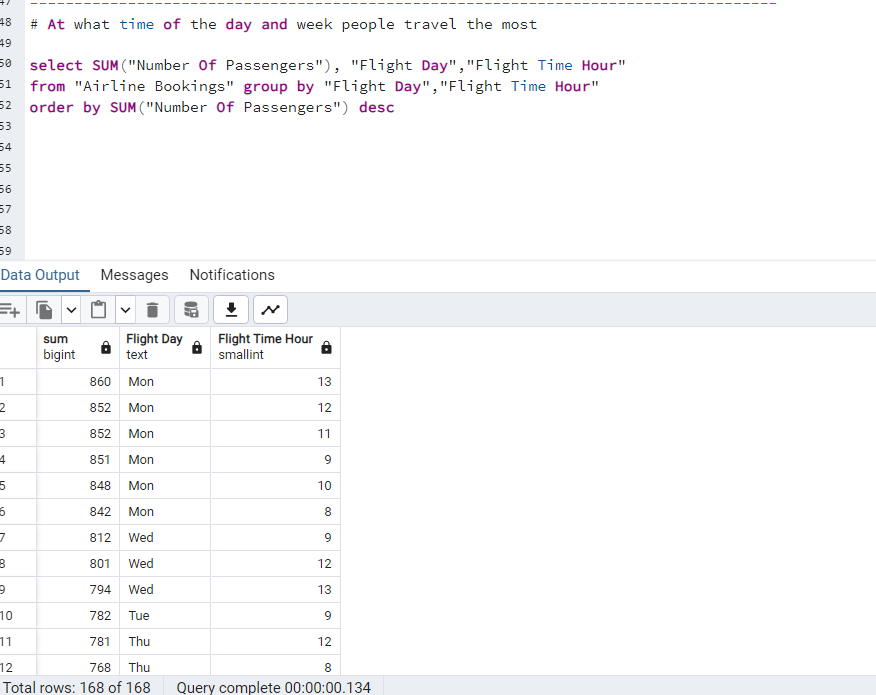 47 ------------------------------------------------------------------------------------
48 # At what time of the day and week people travel the most
49
50 select SUM("Number Of Passengers"), "Flight Day","Flight Time Hour"
51 from "Airline Bookings" group by "Flight Day","Flight Time Hour"
52 order by SUM("Number Of Passengers") desc
53
54
55
56
57
58
59
Data Output Messages Notifications
sum Flight Day Flight Time Hour
bigint text smallint
1 860 Mon 13
2 852 Mon 12
3 852 Mon 11
4 851 Mon 9
5 848 Mon 10
6 842 Mon 8
7 812 Wed 9
8 801 Wed 12
9 794 Wed 13
10 782 Tue 9
11 781 Thu 12
12 768 Thu 8
Total rows: 168 of 168 Query complete 00:00:00.134